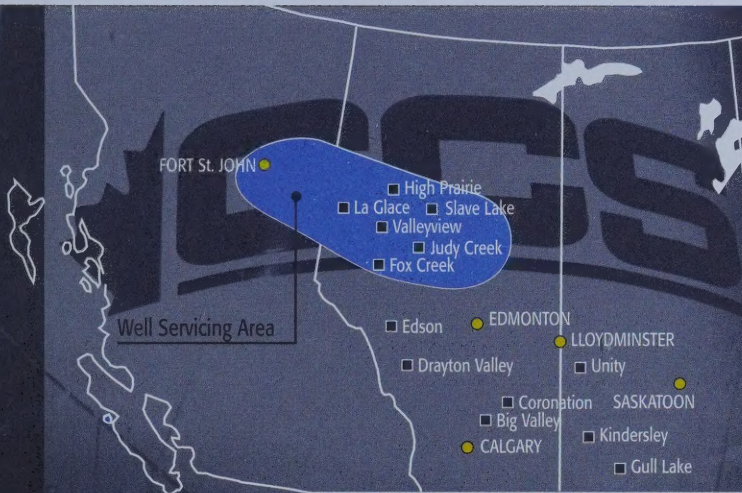 CCS
FORT St. JOHN
High Prairie
La Glace
Slave Lake
Valleyview
Judy Creek
Fox Creek
Well Servicing Area
Edson
EDMONTON
LLOYDMINSTER
Drayton Valley
Unity
Coronation
SASKATOON
Big Valley
Kindersley
CALGARY
Gull Lake